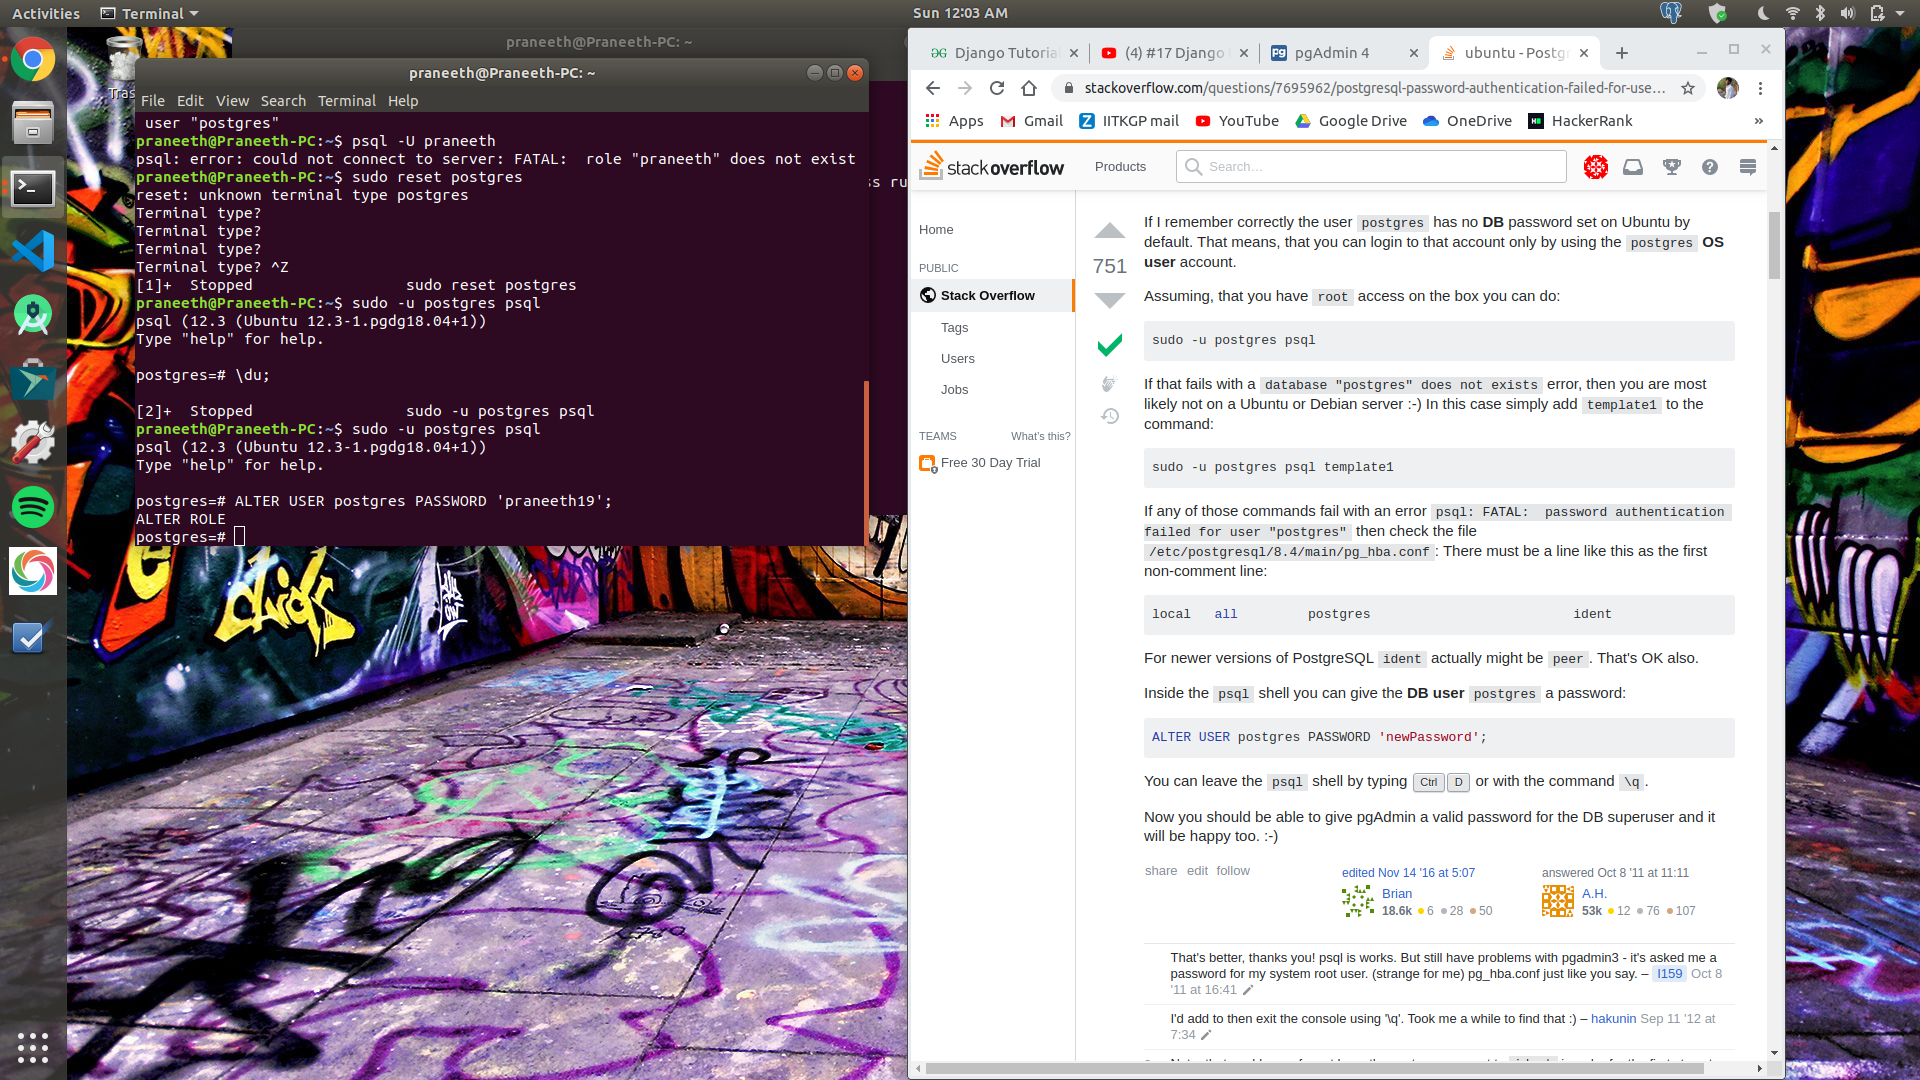 Activities
Terminal
Sun 12:03 AM
praneeth@Praneeth-PC: ~
Tras
praneeth@Praneeth-PC: ~
File Edit View Search Terminal Help
user "postgres"
praneeth@Praneeth-PC:~$ psql -U praneeth
psql: error: could not connect to server: FATAL:  role "praneeth" does not exist
praneeth@Praneeth-PC:~$ sudo reset postgres
reset: unknown terminal type postgres
Terminal type?
Terminal type?
Terminal type?
Terminal type? ^Z
[1]+  Stopped                 sudo reset postgres
praneeth@Praneeth-PC:~$ sudo -u postgres psql
psql (12.3 (Ubuntu 12.3-1.pgdg18.04+1))
Type "help" for help.
postgres=# \du;
[2]+  Stopped                 sudo -u postgres psql
praneeth@Praneeth-PC:~$ sudo -u postgres psql
psql (12.3 (Ubuntu 12.3-1.pgdg18.04+1))
Type "help" for help.
postgres=# ALTER USER postgres PASSWORD 'praneeth19';
ALTER ROLE
postgres=#
ss ru
Django Tutoria
(4) #17 Django
pgAdmin 4
ubuntu - Postgr
stackoverflow.com/questions/7695962/postgresql-password-authentication-failed-for-use...
Apps
Gmail
IITKGP mail
YouTube
Google Drive
OneDrive
HackerRank
»
stackoverflow
Products
Search...
Home
PUBLIC
Stack Overflow
Tags
Users
Jobs
TEAMS
What's this?
Free 30 Day Trial
751
If I remember correctly the user postgres has no DB password set on Ubuntu by
default. That means, that you can login to that account only by using the postgres OS
user account.
Assuming, that you have root access on the box you can do:
sudo -u postgres psql
If that fails with a database "postgres" does not exists error, then you are most
likely not on a Ubuntu or Debian server :-) In this case simply add template1 to the
command:
sudo -u postgres psql template1
If any of those commands fail with an error psql: FATAL:  password authentication
failed for user "postgres" then check the file
/etc/postgresql/8.4/main/pg_hba.conf : There must be a line like this as the first
non-comment line:
local   all         postgres                          ident
For newer versions of PostgreSQL ident actually might be peer . That's OK also.
Inside the psql shell you can give the DB user postgres a password:
ALTER USER postgres PASSWORD 'newPassword';
You can leave the psql shell by typing Ctrl D or with the command \q .
Now you should be able to give pgAdmin a valid password for the DB superuser and it
will be happy too. :-)
share edit follow
edited Nov 14 '16 at 5:07
Brian
18.6k 6 28 50
answered Oct 8 '11 at 11:11
A.H.
53k 12 76 107
That's better, thanks you! psql is works. But still have problems with pgadmin3 - it's asked me a
password for my system root user. (strange for me) pg_hba.conf just like you say. – I159 Oct 8
'11 at 16:41
I'd add to then exit the console using '\q'. Took me a while to find that :) – hakunin Sep 11 '12 at
7:34